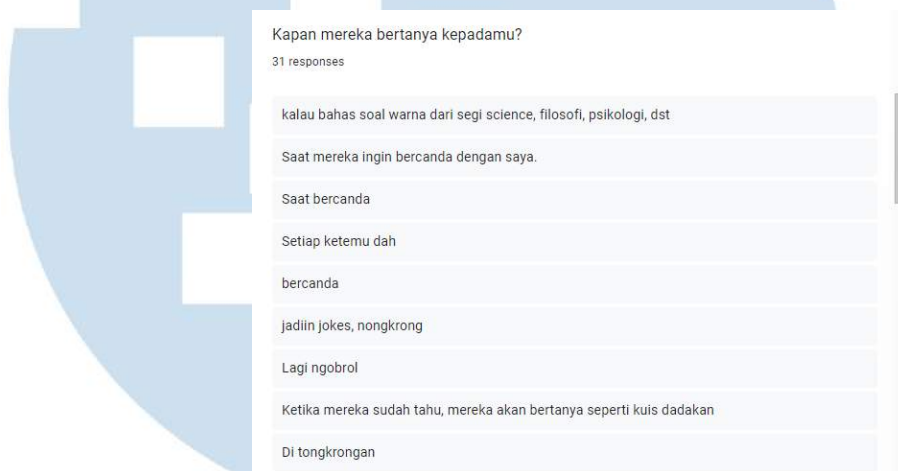 Kapan mereka bertanya kepadamu?
31 responses
kalau bahas soal warna dari segi science, filosofi, psikologi, dst
Saat mereka ingin bercanda dengan saya.
Saat bercanda
Setiap ketemu dah
bercanda
jadiin jokes, nongkrong
Lagi ngobrol
Ketika mereka sudah tahu, mereka akan bertanya seperti kuis dadakan
Di tongkrongan